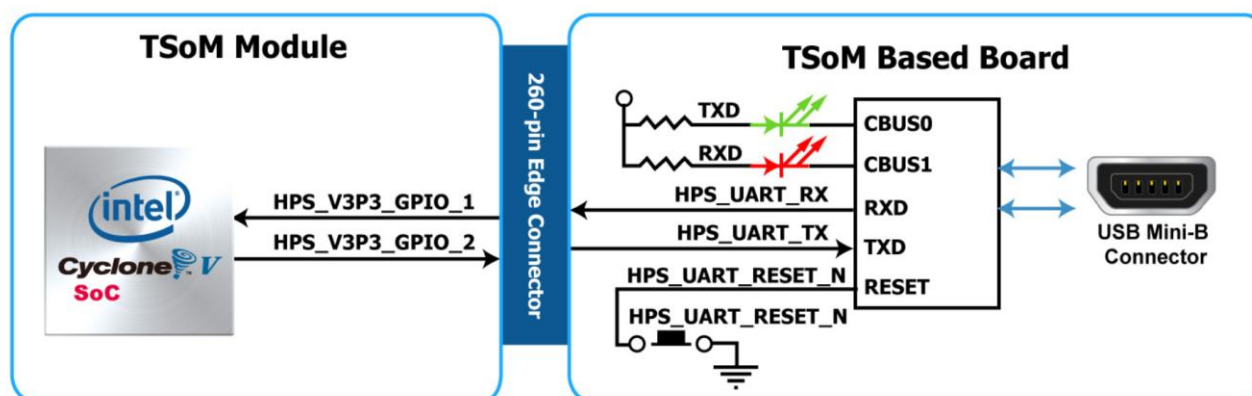 TSoM Module
intel
Cyclone V
SoC
HPS_V3P3_GPIO_1
HPS_V3P3_GPIO_2
260-pin Edge Connector
TSoM Based Board
TXD
RXD
HPS_UART_RX
HPS_UART_TX
HPS_UART_RESET_N
HPS_UART_RESET_N
CBUS0
CBUS1
RXD
TXD
RESET
USB Mini-B
Connector